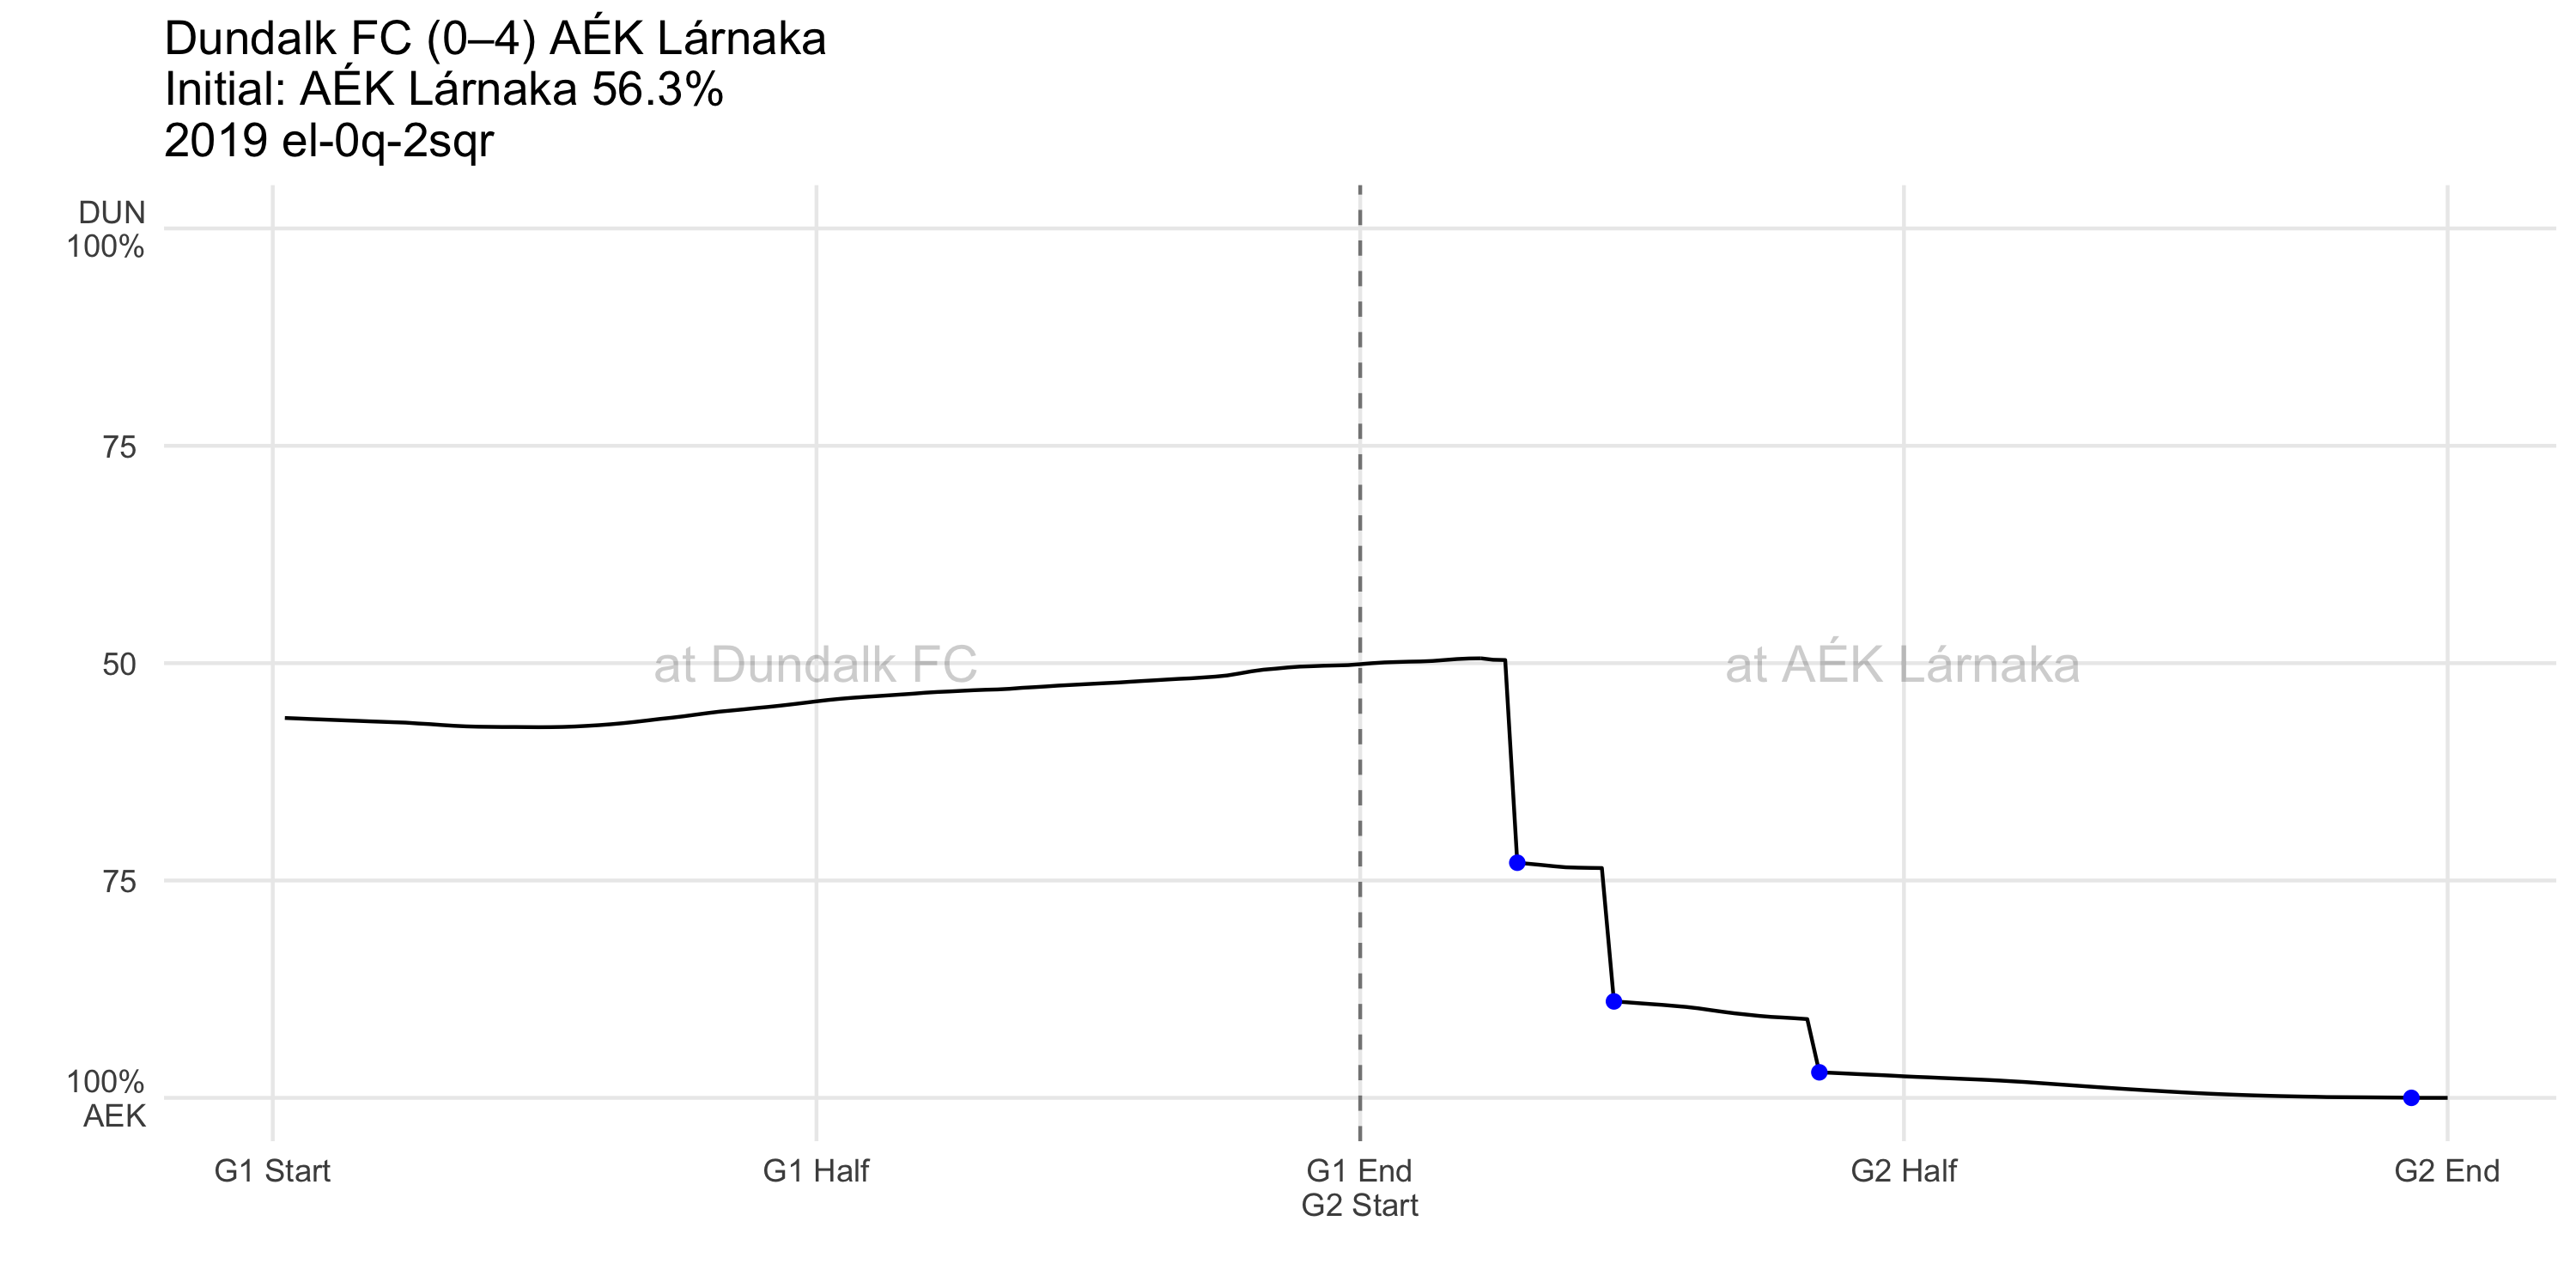 Dundalk FC (0–4) AÉK Lárnaka
Initial: AÉK Lárnaka 56.3%
2019 el-0q-2sqr
DUN
100%
75
50
75
100%
AEK
at Dundalk FC
at AÉK Lárnaka
G1 Start
G1 Half
G1 End
G2 Start
G2 Half
G2 End